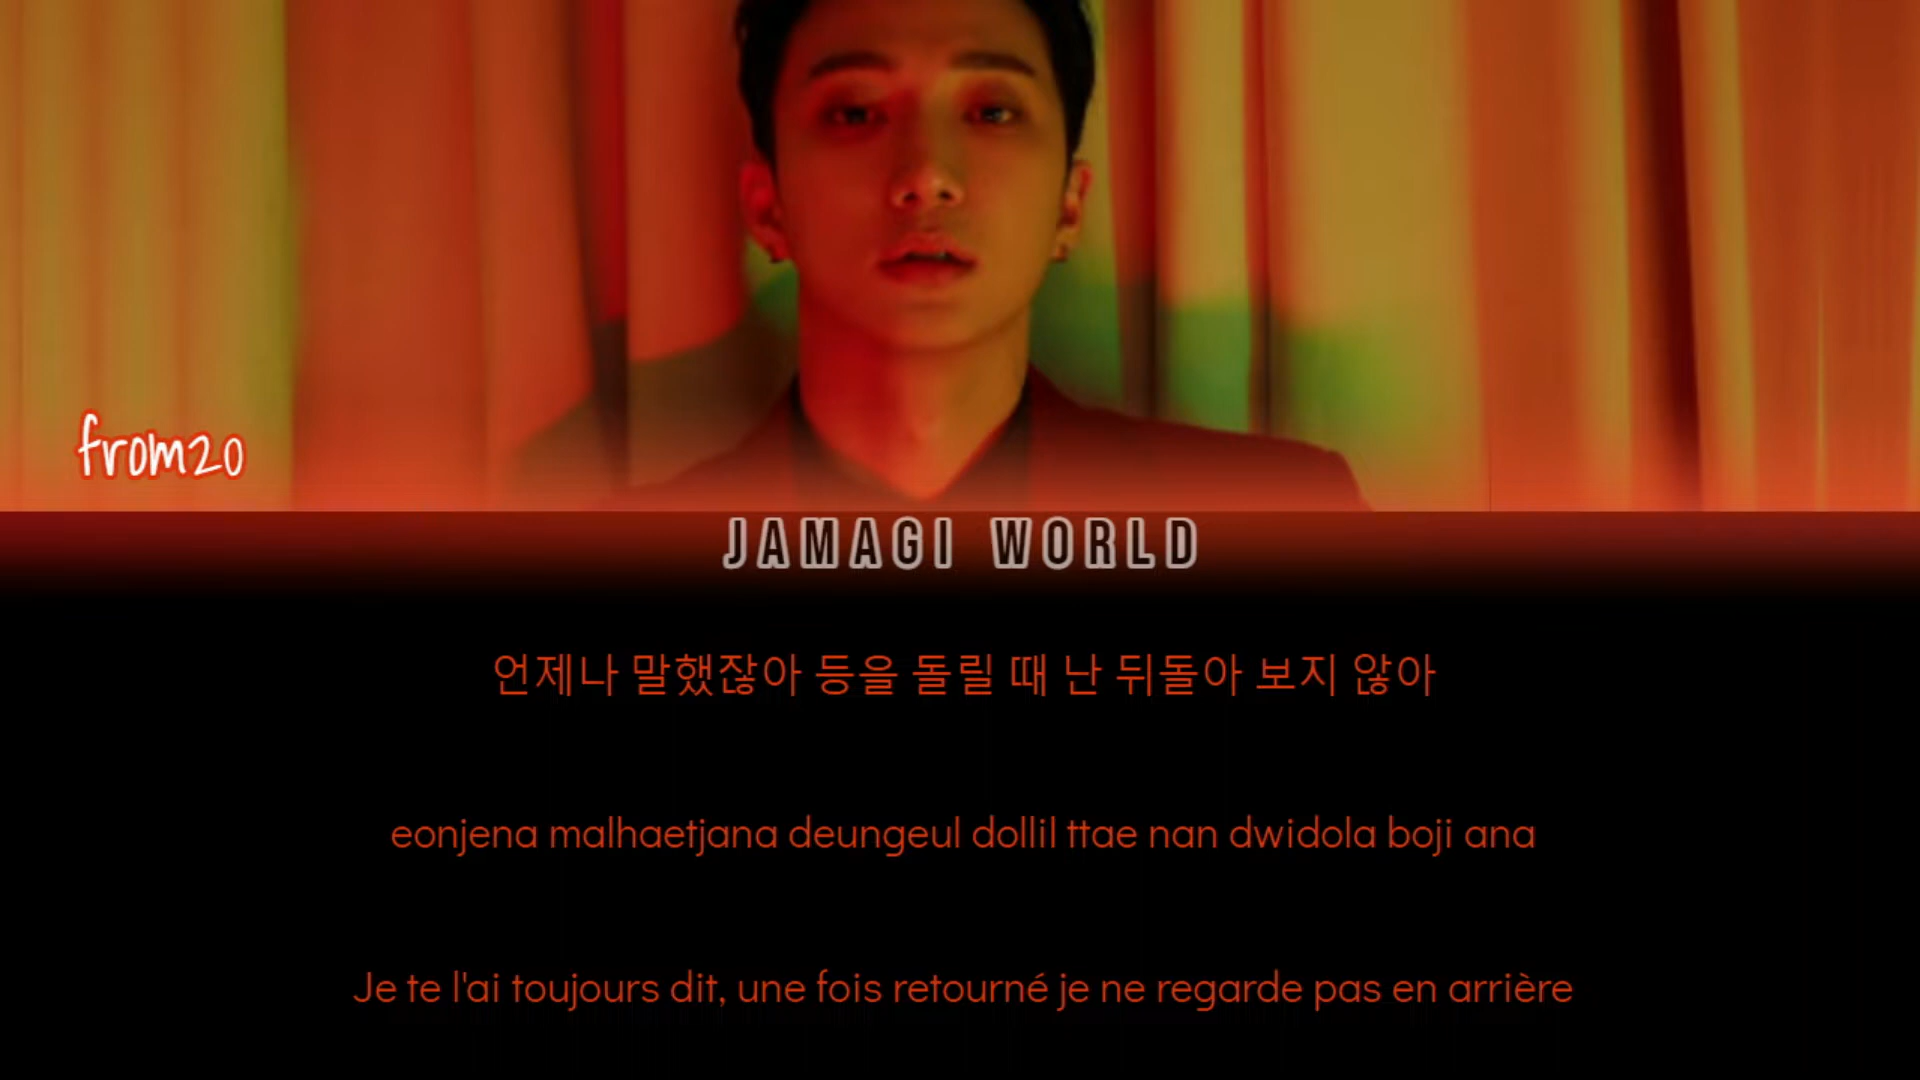 from20
JAMAGI WORLD
언제나 말했잖아 등을 돌릴 때 난 뒤돌아 보지 않아
eonjena malhaetjana deungeul dollil ttae nan dwidola boji ana
Je te l'ai toujours dit, une fois retourné je ne regarde pas en arrière